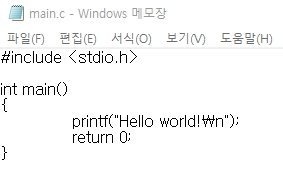 main.c - Windows 메모장
파일(F) 편집(E) 서식(O) 보기(V) 도움말(H)
#include <stdio.h>
int main()
{
printf("Hello world!₩n");
return 0;
}